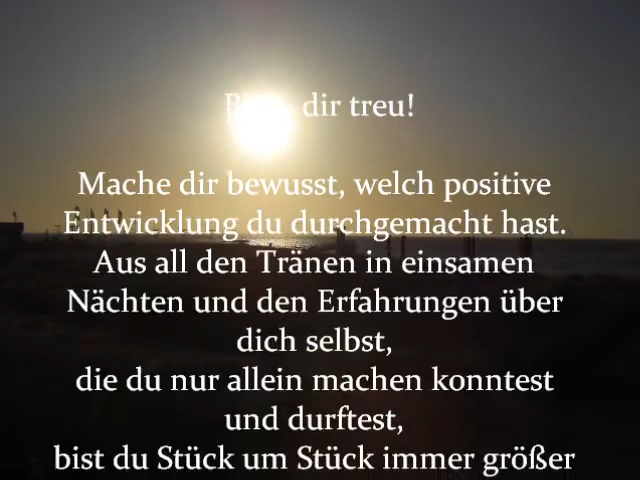 dir treu!
Mache dir bewusst, welch positive
Entwicklung du durchgemacht hast.
Aus all den Tränen in einsamen
Nächten und den Erfahrungen über
dich selbst,
die du nur allein machen konntest
und durftest,
bist du Stück um Stück immer größer